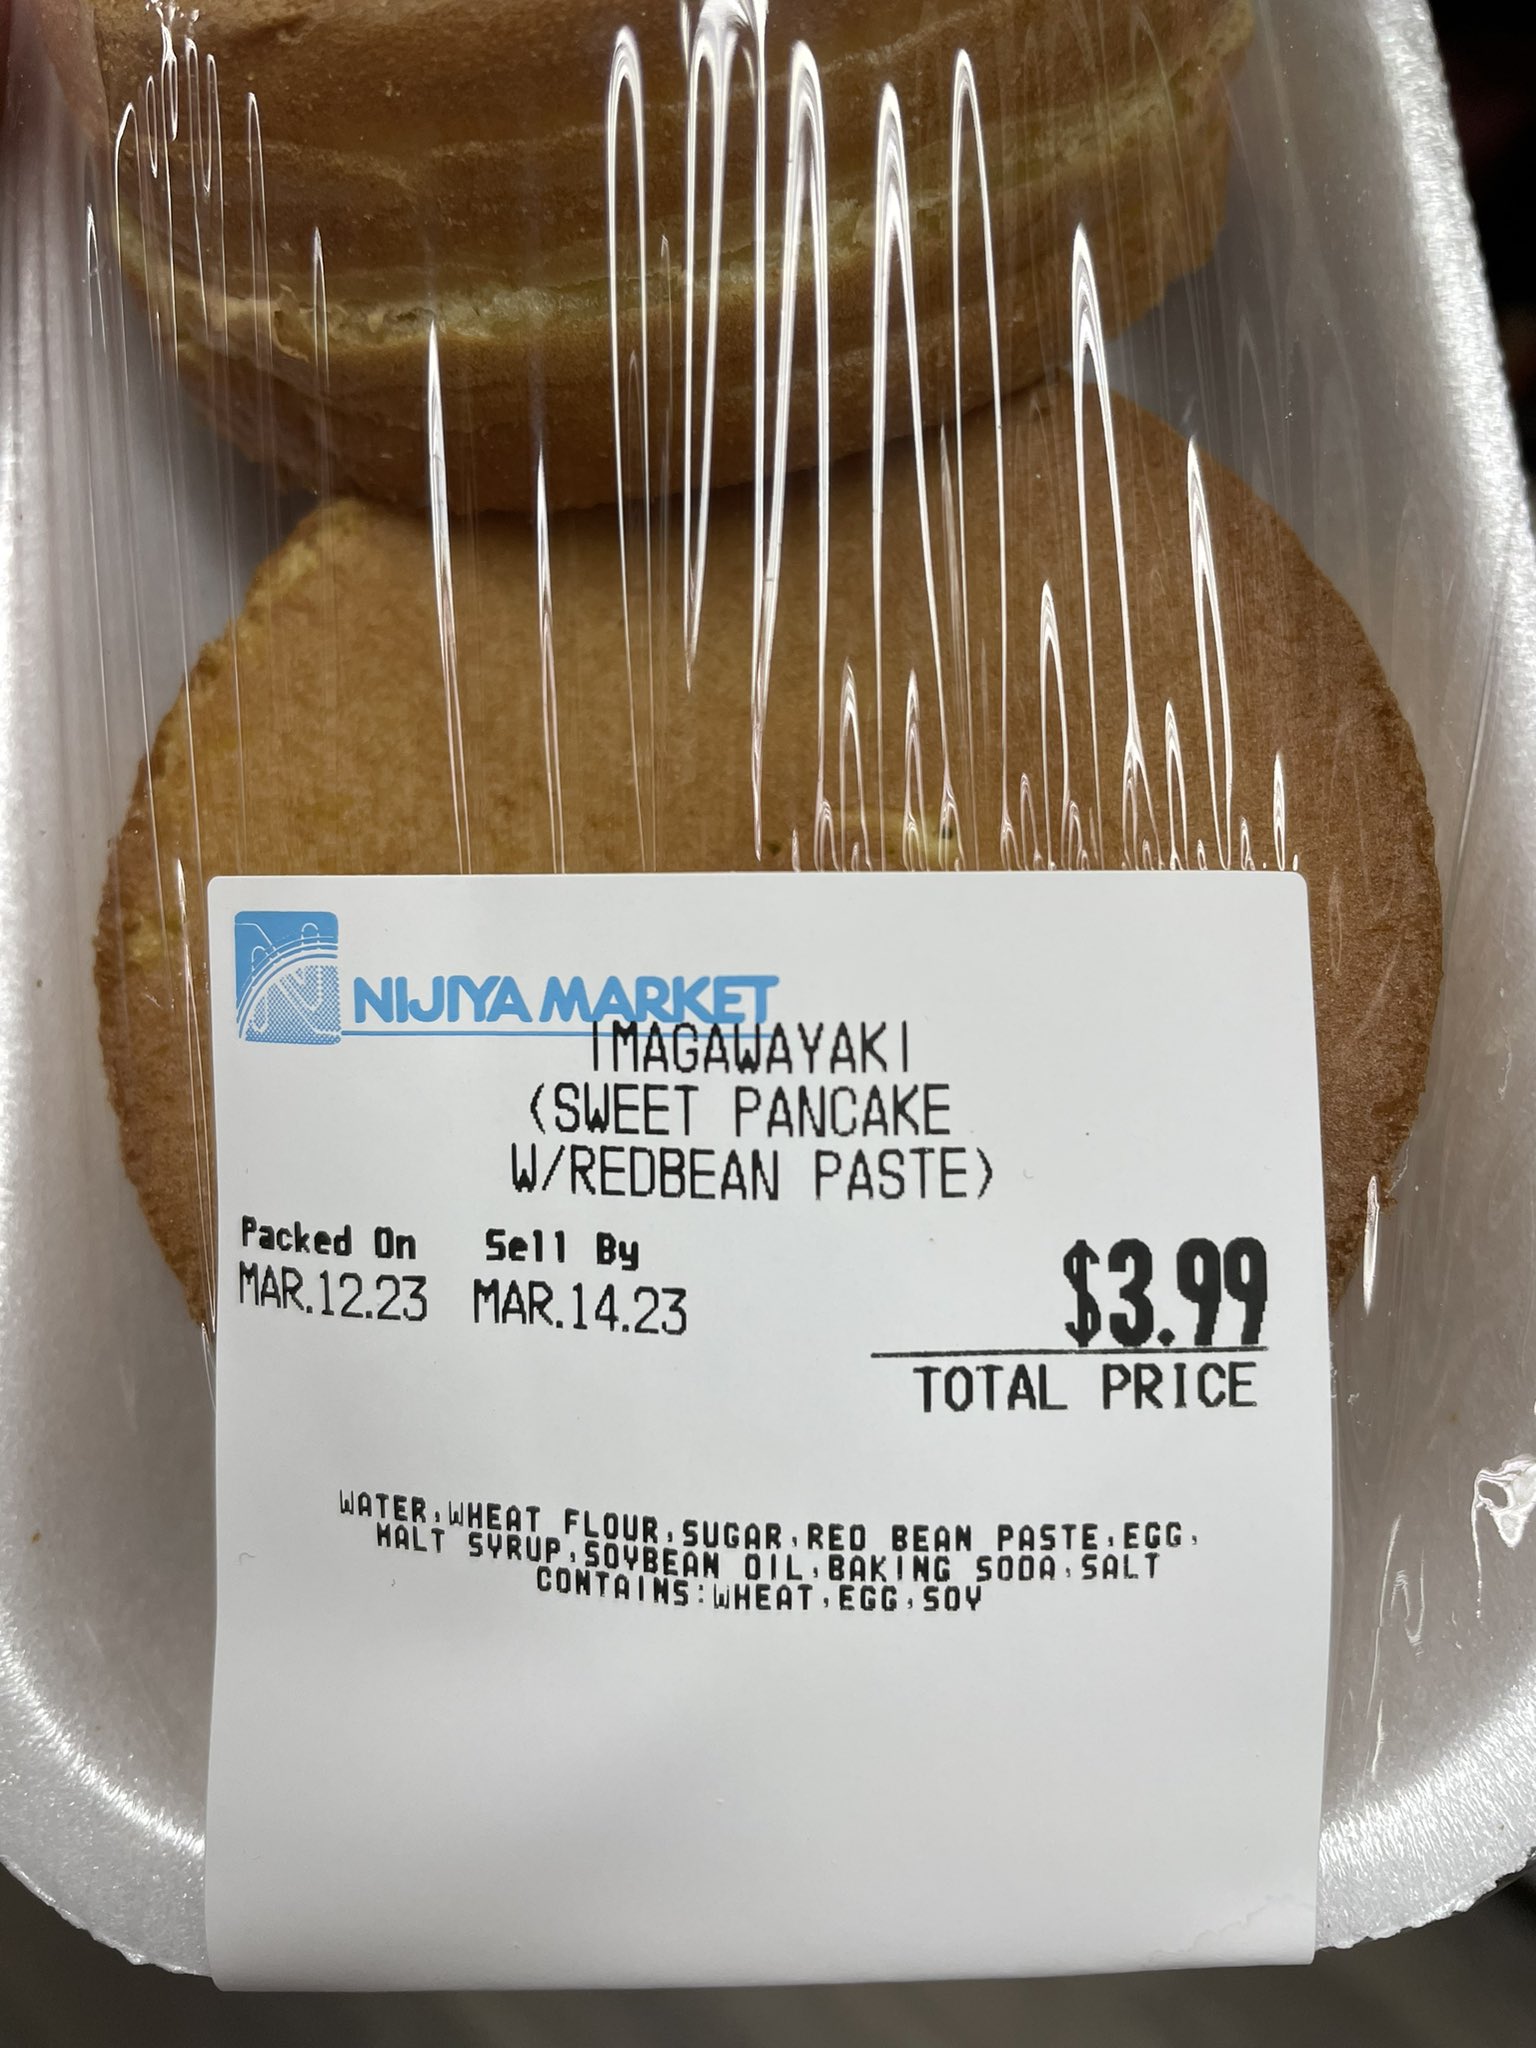 NIJIYA MARKET
IMAGAWAYAKI
(SWEET PANCAKE
W/REDBEAN PASTE)
Packed On Sell By
MAR.12.23 MAR.14.23
$3.99
TOTAL PRICE
WATER,WHEAT FLOUR,SUGAR,RED BEAN PASTE,EGG,
MALT SYRUP,SOYBEAN OIL,BAKING SODA,SALT
CONTAINS:WHEAT,EGG,SOY